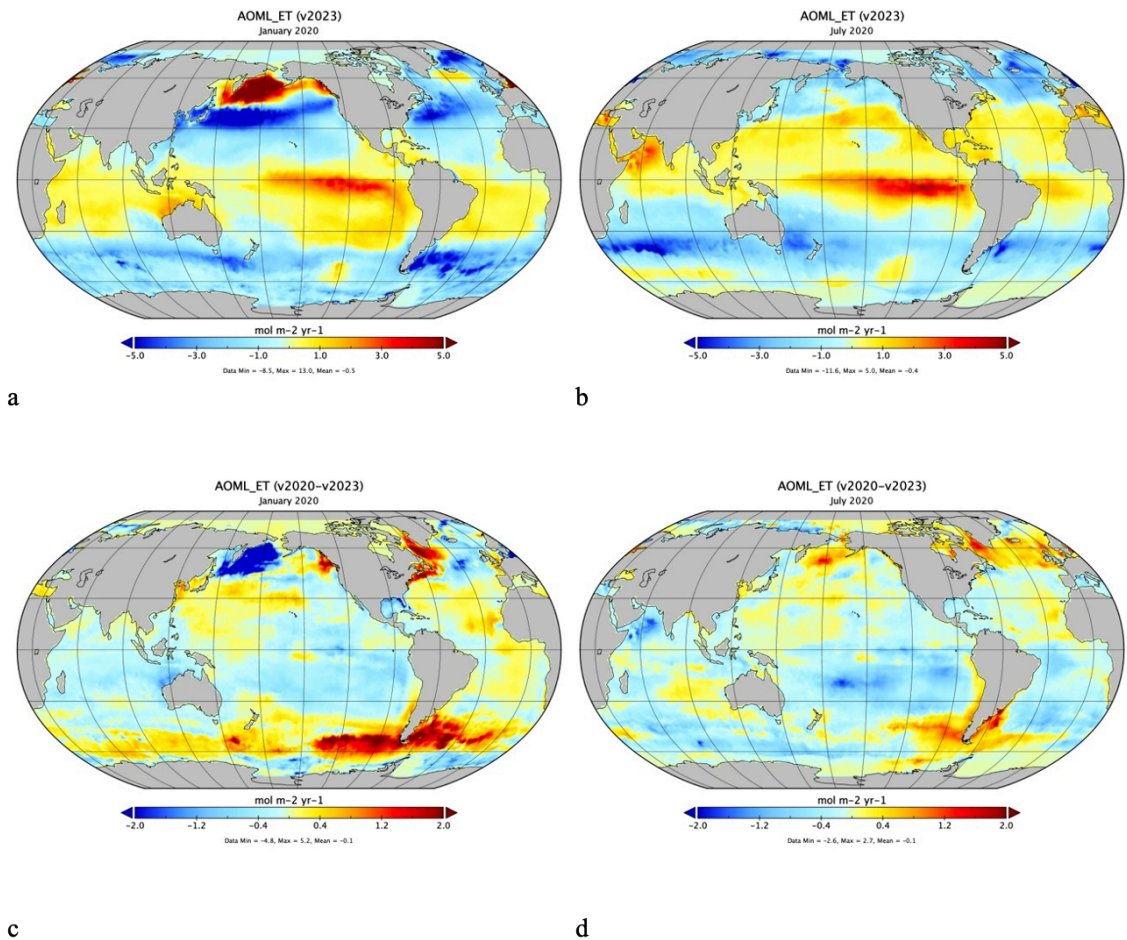 AOML_ET (v2023)
January 2020
mol m-2 yr-1
−5.0 −3.0 −1.0 1.0 3.0 5.0
Data Min = −8.5, Max = 13.0, Mean = −0.5
a
AOML_ET (v2023)
July 2020
mol m-2 yr-1
−5.0 −3.0 −1.0 1.0 3.0 5.0
Data Min = −11.6, Max = 5.0, Mean = −0.4
b
AOML_ET (v2020-v2023)
January 2020
mol m-2 yr-1
−2.0 −1.2 −0.4 0.4 1.2 2.0
Data Min = −4.8, Max = 5.2, Mean = −0.1
c
AOML_ET (v2020-v2023)
July 2020
mol m-2 yr-1
−2.0 −1.2 −0.4 0.4 1.2 2.0
Data Min = −2.6, Max = 2.7, Mean = −0.1
d